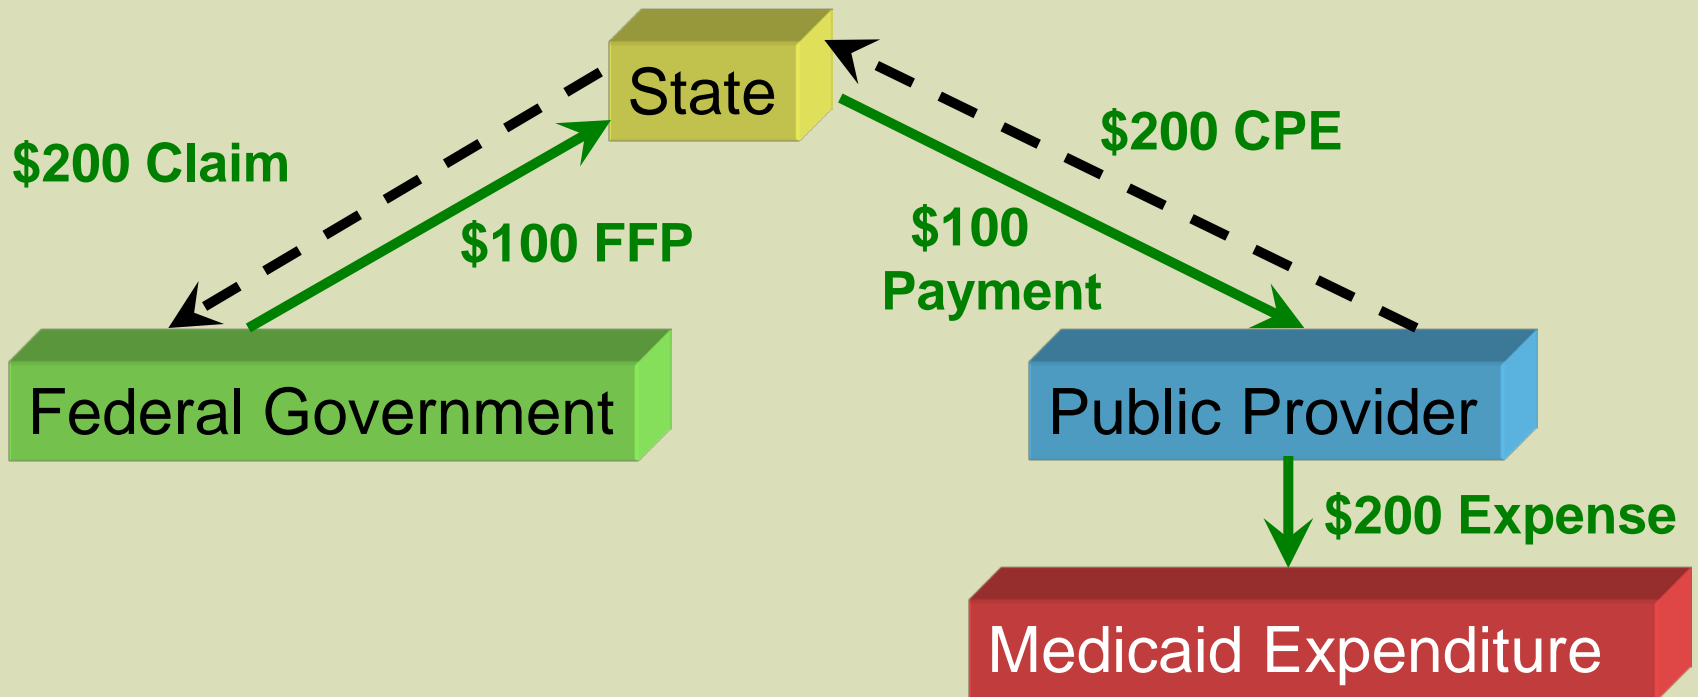 State
$200 CPE
$200 Claim
$100 FFP
$100
Payment
Federal Government
Public Provider
$200 Expense
Medicaid Expenditure